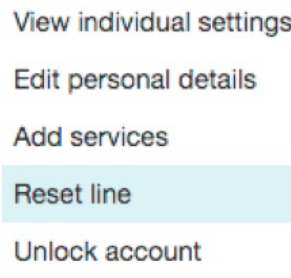 View individual settings
Edit personal details
Add services
Reset line
Unlock account